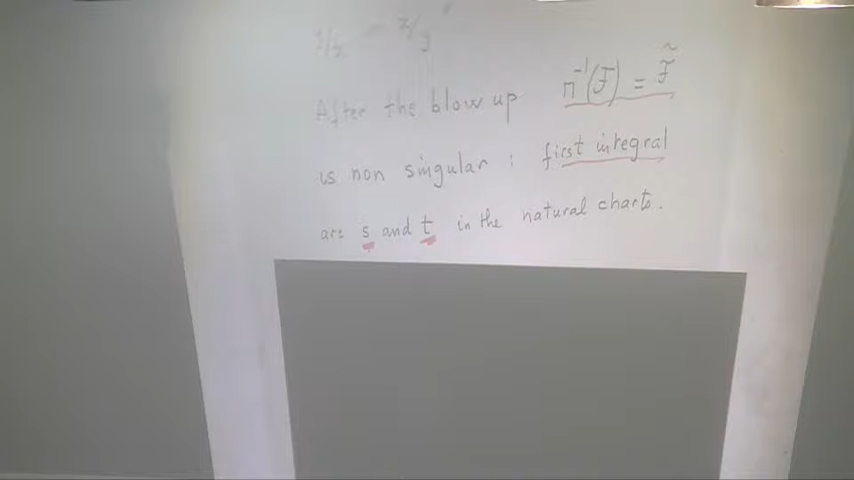 After the blow up π⁻¹(F) = F̃
is non singular : first integral
are s and t in the natural charts.